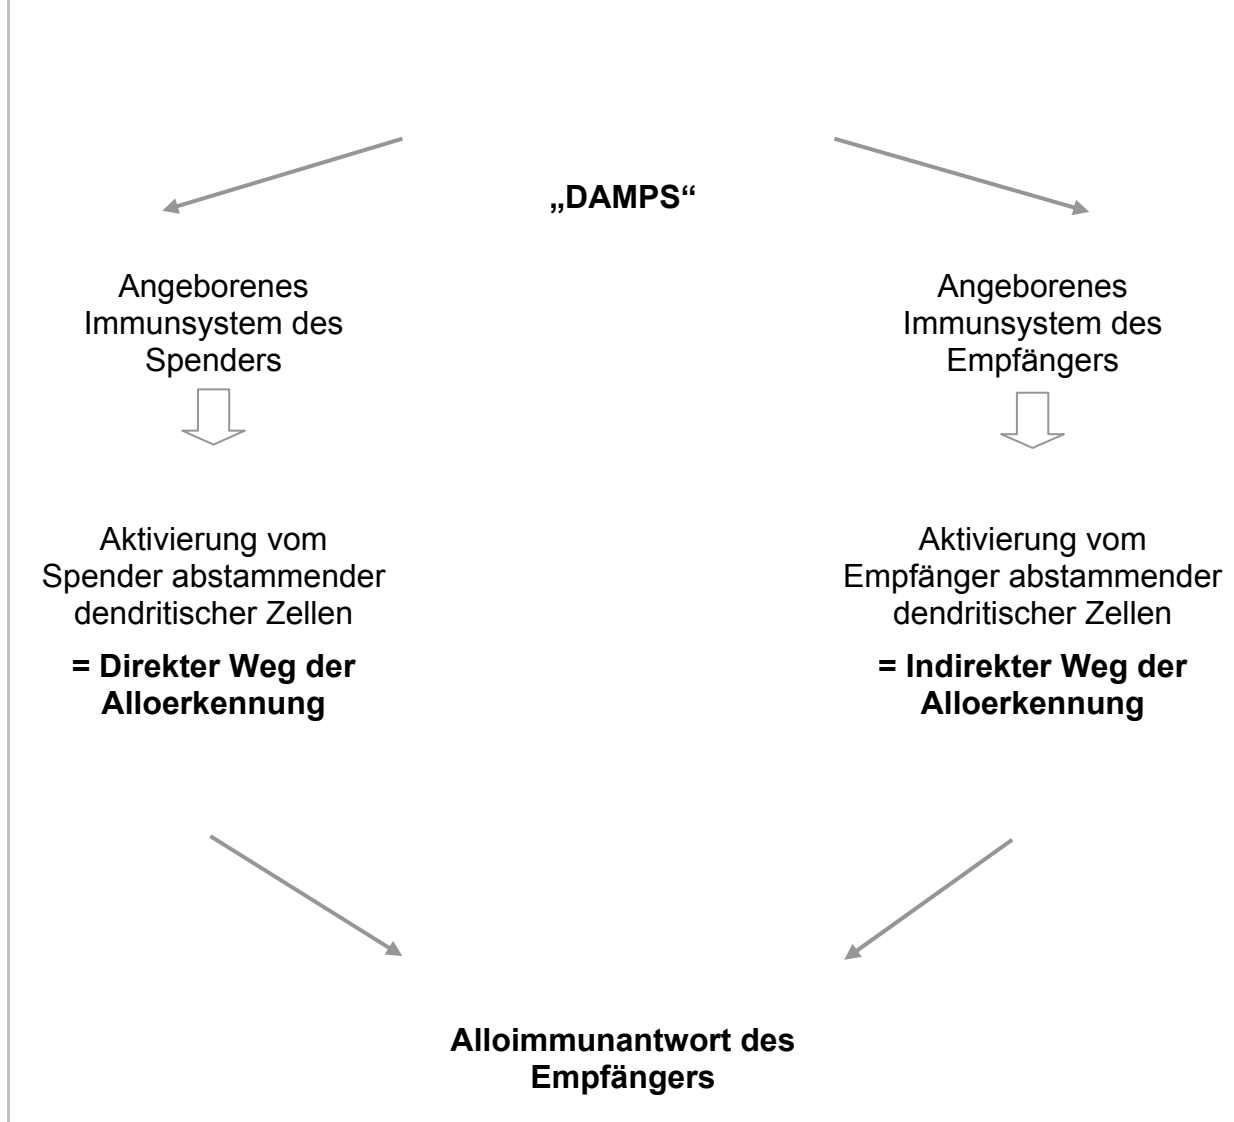 „DAMPS“
Angeborenes
Immunsystem des
Spenders
Angeborenes
Immunsystem des
Empfängers
Aktivierung vom
Spender abstammender
dendritischer Zellen
= Direkter Weg der
Alloerkennung
Aktivierung vom
Empfänger abstammender
dendritischer Zellen
= Indirekter Weg der
Alloerkennung
Alloimmunantwort des
Empfängers